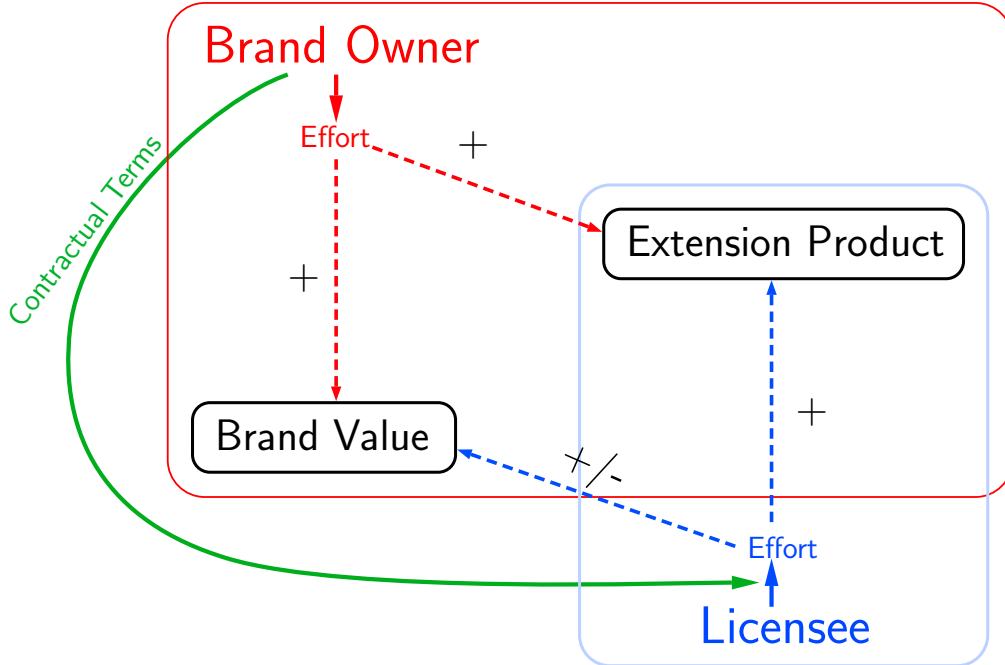 Brand Owner
Effort
+
Contractual Terms
Extension Product
+
+
Brand Value
+/-
Effort
Licensee